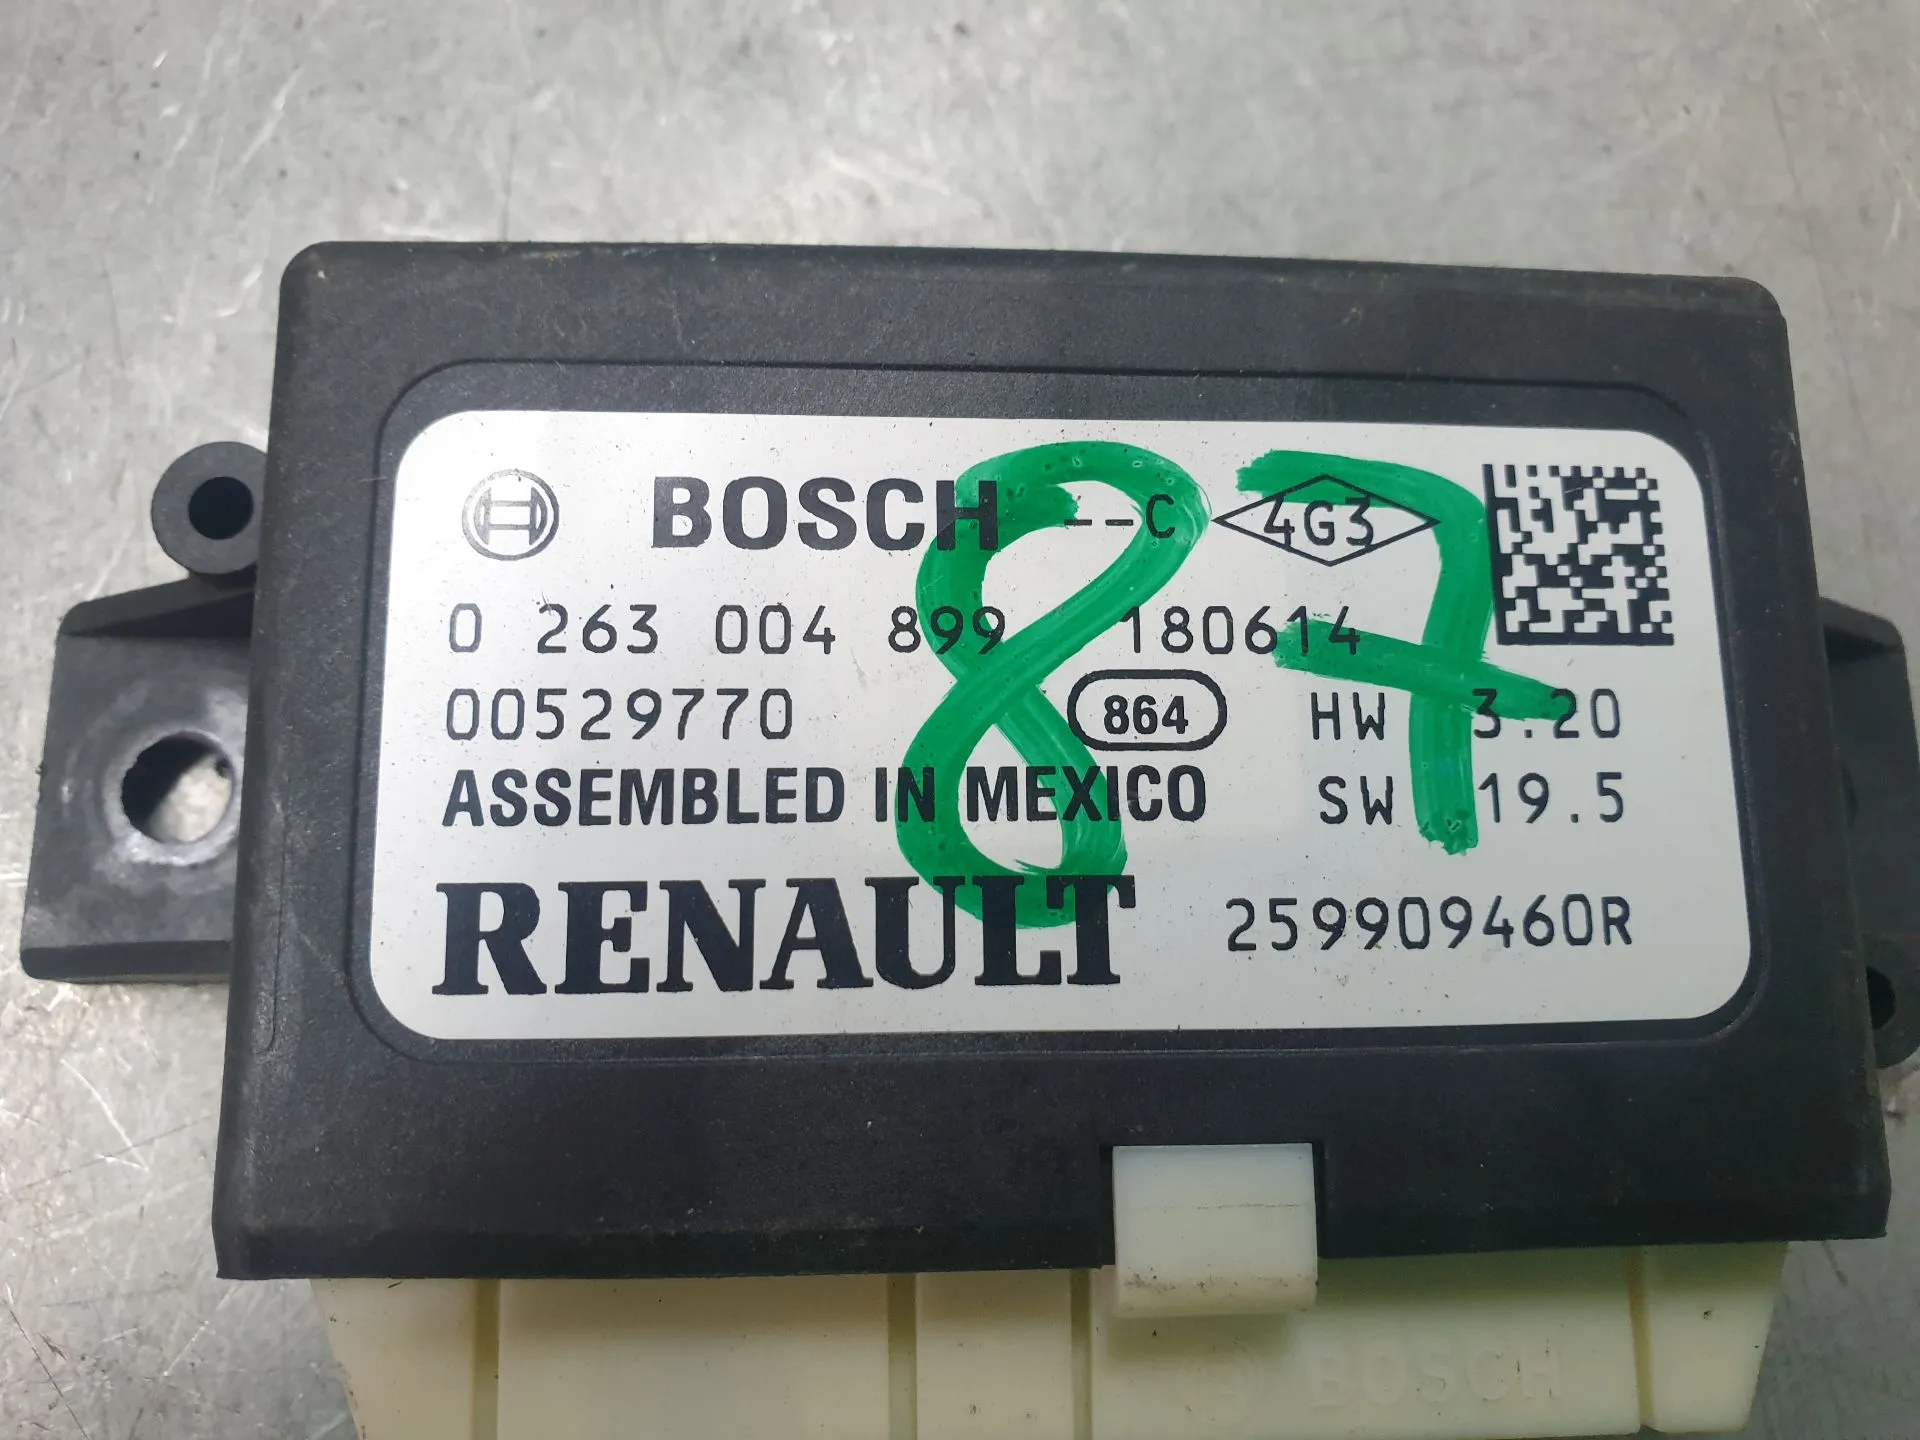 BOSCH --C 4G3
0 263 004 899 180614
00529770 864 HW 3.20
ASSEMBLED IN MEXICO SW 19.5
RENAULT 259909460R
87
BOSCH